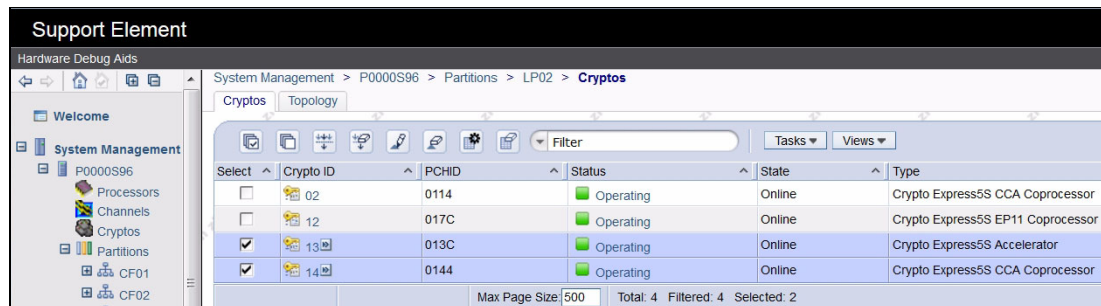 Support Element
Hardware Debug Aids
System Management > P0000S96 > Partitions > LP02 > Cryptos
Cryptos Topology
Welcome
System Management
P0000S96
Processors
Channels
Cryptos
Partitions
CF01
CF02
Filter Tasks Views
Select Crypto ID PCHID Status State Type
02 0114 Operating Online Crypto Express5S CCA Coprocessor
12 017C Operating Online Crypto Express5S EP11 Coprocessor
13 013C Operating Online Crypto Express5S Accelerator
14 0144 Operating Online Crypto Express5S CCA Coprocessor
Max Page Size: 500 Total: 4 Filtered: 4 Selected: 2